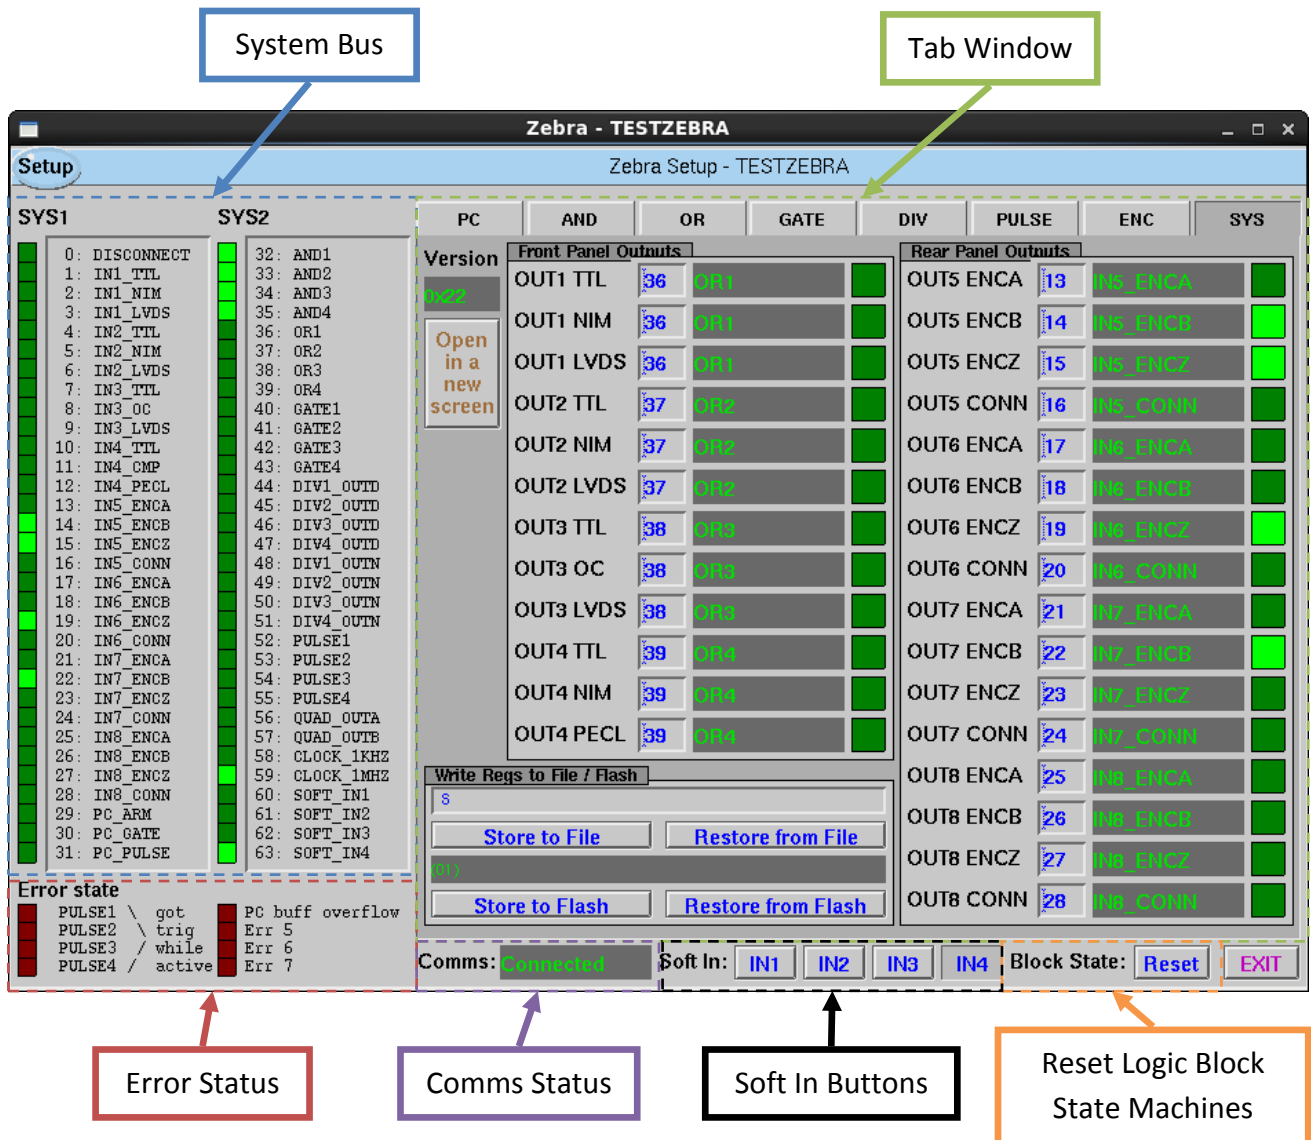 System Bus
Tab Window
Zebra - TESTZEBRA
Setup
Zebra Setup - TESTZEBRA
SYS1
SYS2
0: DISCONNECT
1: IN1_TTL
2: IN1_NIM
3: IN1_LVDS
4: IN2_TTL
5: IN2_NIM
6: IN2_LVDS
7: IN3_TTL
8: IN3_OC
9: IN3_LVDS
10: IN4_TTL
11: IN4_CMP
12: IN4_PECL
13: IN5_ENCA
14: IN5_ENCB
15: IN5_ENCZ
16: IN5_CONN
17: IN6_ENCA
18: IN6_ENCB
19: IN6_ENCZ
20: IN6_CONN
21: IN7_ENCA
22: IN7_ENCB
23: IN7_ENCZ
24: IN7_CONN
25: IN8_ENCA
26: IN8_ENCB
27: IN8_ENCZ
28: IN8_CONN
29: PC_ARM
30: PC_GATE
31: PC_PULSE
32: AND1
33: AND2
34: AND3
35: AND4
36: OR1
37: OR2
38: OR3
39: OR4
40: GATE1
41: GATE2
42: GATE3
43: GATE4
44: DIV1_OUTD
45: DIV2_OUTD
46: DIV3_OUTD
47: DIV4_OUTD
48: DIV1_OUTN
49: DIV2_OUTN
50: DIV3_OUTN
51: DIV4_OUTN
52: PULSE1
53: PULSE2
54: PULSE3
55: PULSE4
56: QUAD_OUTA
57: QUAD_OUTB
58: CLOCK_1KHZ
59: CLOCK_1MHZ
60: SOFT_IN1
61: SOFT_IN2
62: SOFT_IN3
63: SOFT_IN4
PC AND OR GATE DIV PULSE ENC SYS
Version
0x22
Open
in a
new
screen
Front Panel Outputs
OUT1 TTL 36 OR1
OUT1 NIM 36 OR1
OUT1 LVDS 36 OR1
OUT2 TTL 37 OR2
OUT2 NIM 37 OR2
OUT2 LVDS 37 OR2
OUT3 TTL 38 OR3
OUT3 OC 38 OR3
OUT3 LVDS 38 OR3
OUT4 TTL 39 OR4
OUT4 NIM 39 OR4
OUT4 PECL 39 OR4
Rear Panel Outputs
OUT5 ENCA 13 IN5_ENCA
OUT5 ENCB 14 IN5_ENCB
OUT5 ENCZ 15 IN5_ENCZ
OUT5 CONN 16 IN5_CONN
OUT6 ENCA 17 IN6_ENCA
OUT6 ENCB 18 IN6_ENCB
OUT6 ENCZ 19 IN6_ENCZ
OUT6 CONN 20 IN6_CONN
OUT7 ENCA 21 IN7_ENCA
OUT7 ENCB 22 IN7_ENCB
OUT7 ENCZ 23 IN7_ENCZ
OUT7 CONN 24 IN7_CONN
OUT8 ENCA 25 IN8_ENCA
OUT8 ENCB 26 IN8_ENCB
OUT8 ENCZ 27 IN8_ENCZ
OUT8 CONN 28 IN8_CONN
Write Regs to File / Flash
S
Store to File Restore from File
(01)
Store to Flash Restore from Flash
Error state
PULSE1 \ got
PULSE2 \ trig
PULSE3 / while
PULSE4 / active
PC buff overflow
Err 5
Err 6
Err 7
Comms: Connected
Soft In: IN1 IN2 IN3 IN4
Block State: Reset
EXIT
Error Status
Comms Status
Soft In Buttons
Reset Logic Block
State Machines